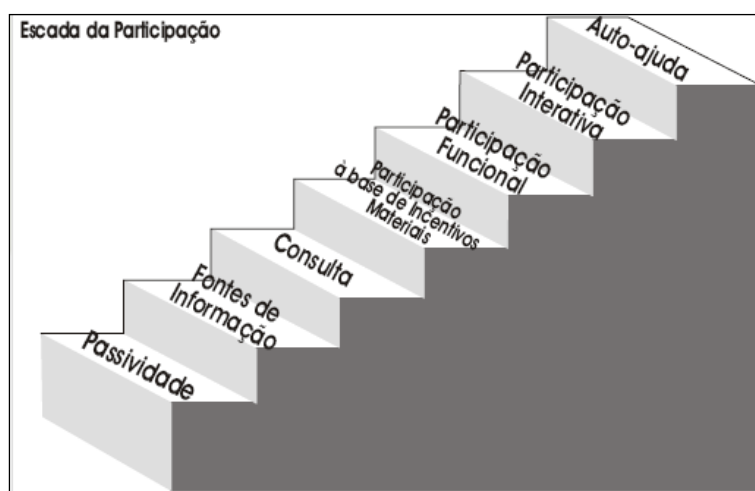 Escada da Participação
Auto-ajuda
Participação
Interativa
Participação
Funcional
Participação
à base de Incentivos
Materiais
Consulta
Fontes de
Informação
Passividade